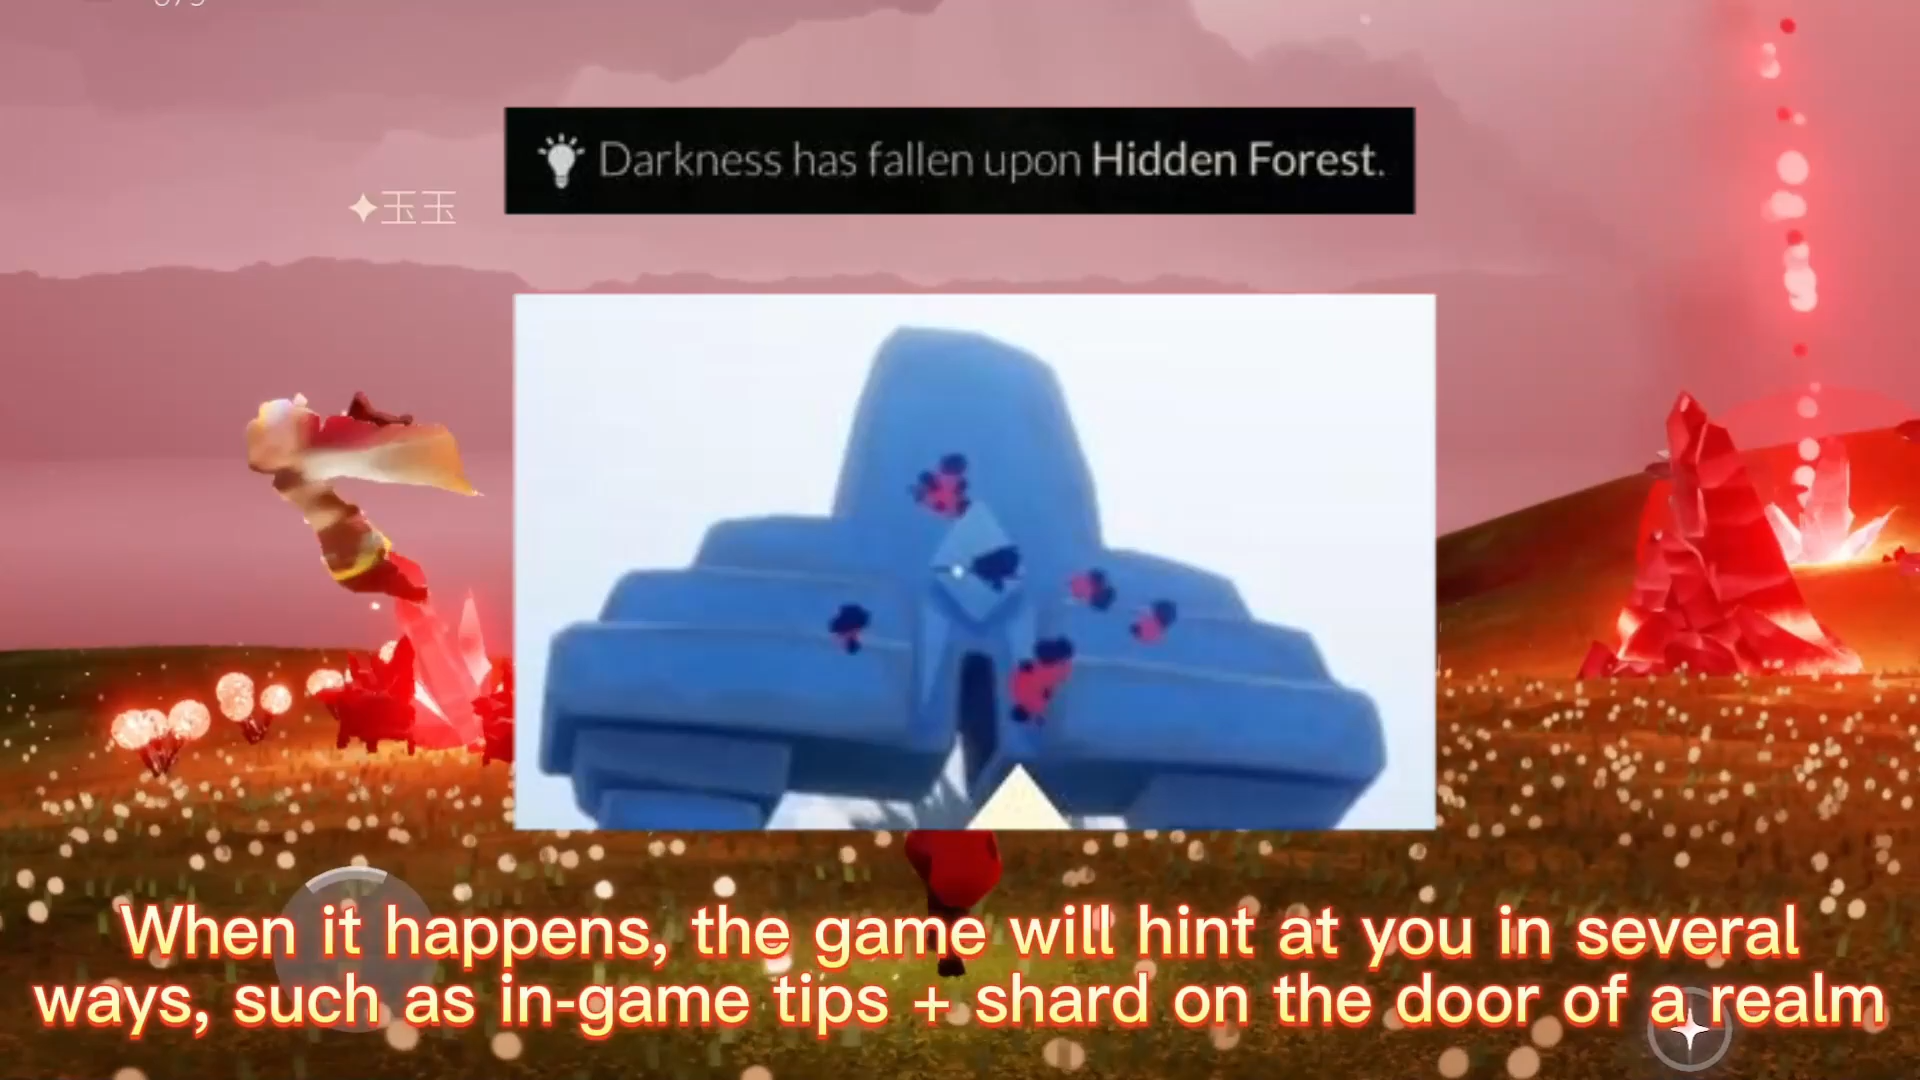 Darkness has fallen upon Hidden Forest.
✦玉玉
When it happens, the game will hint at you in several
ways, such as in-game tips + shard on the door of a realm